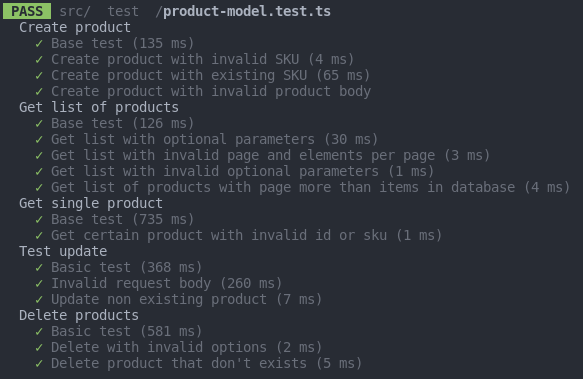 PASS src/ test /product-model.test.ts
Create product
✓ Base test (135 ms)
✓ Create product with invalid SKU (4 ms)
✓ Create product with existing SKU (65 ms)
✓ Create product with invalid product body
Get list of products
✓ Base test (126 ms)
✓ Get list with optional parameters (30 ms)
✓ Get list with invalid page and elements per page (3 ms)
✓ Get list with invalid optional parameters (1 ms)
✓ Get list of products with page more than items in database (4 ms)
Get single product
✓ Base test (735 ms)
✓ Get certain product with invalid id or sku (1 ms)
Test update
✓ Basic test (368 ms)
✓ Invalid request body (260 ms)
✓ Update non existing product (7 ms)
Delete products
✓ Basic test (581 ms)
✓ Delete with invalid options (2 ms)
✓ Delete product that don't exists (5 ms)